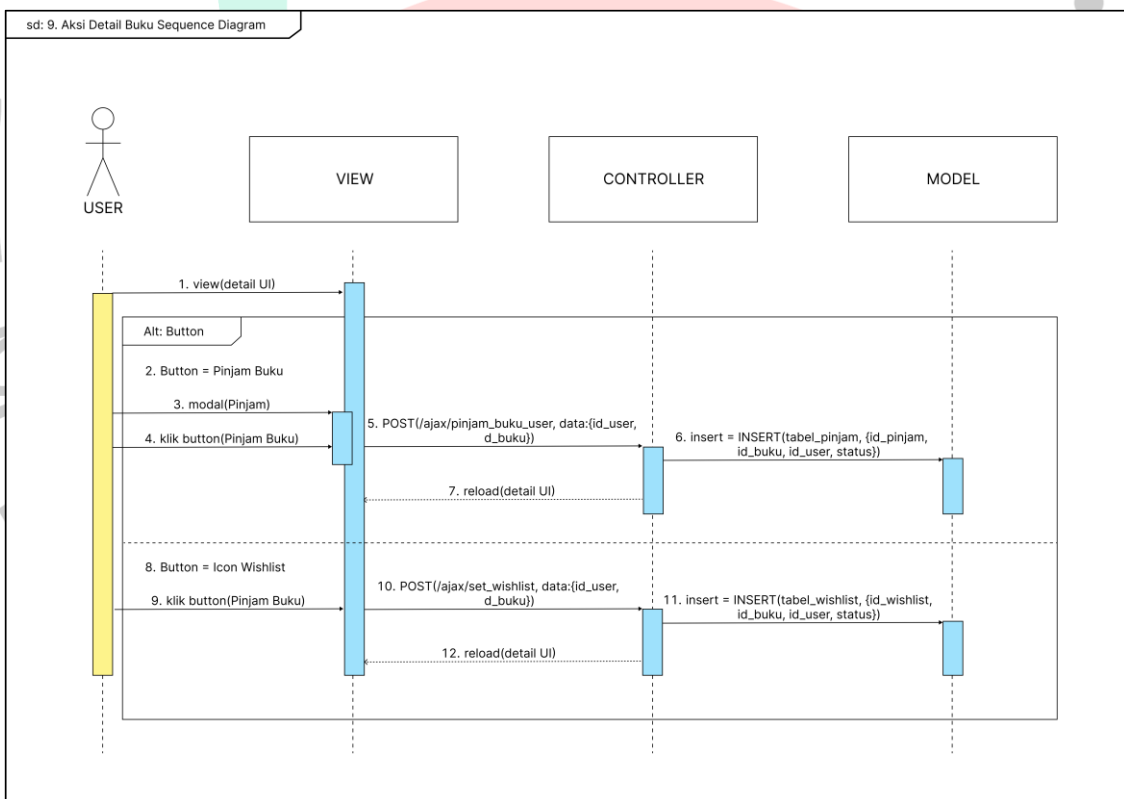 sd: 9. Aksi Detail Buku Sequence Diagram
USER
VIEW
CONTROLLER
MODEL
1. view(detail UI)
Alt: Button
2. Button = Pinjam Buku
3. modal(Pinjam)
4. klik button(Pinjam Buku)
5. POST(/ajax/pinjam_buku_user, data:{id_user,
d_buku})
6. insert = INSERT(tabel_pinjam, {id_pinjam,
id_buku, id_user, status})
7. reload(detail UI)
8. Button = Icon Wishlist
9. klik button(Pinjam Buku)
10. POST(/ajax/set_wishlist, data:{id_user,
d_buku})
11. insert = INSERT(tabel_wishlist, {id_wishlist,
id_buku, id_user, status})
12. reload(detail UI)